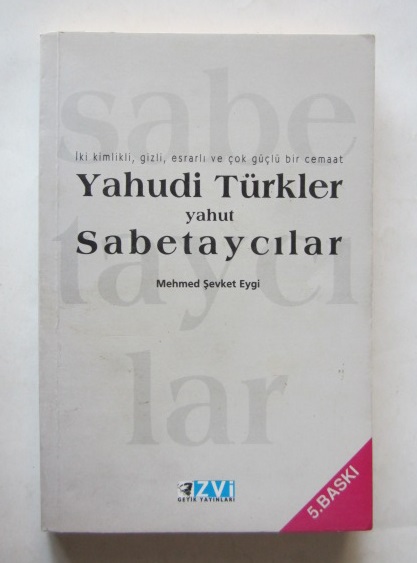 sabe
İki kimlikli, gizli, esrarlı ve çok güçlü bir cemaat
Yahudi Türkler
yahut
taycı
Sabetaycılar
Mehmed Şevket Eygi
lar
ZVi
GEYİK YAYINLARI
5.BASKI